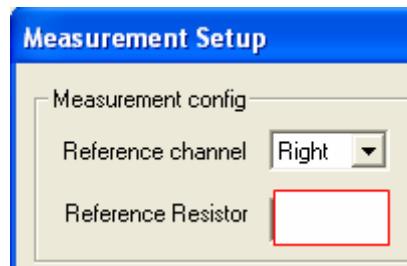 Measurement Setup
Measurement config
Reference channel Right
Reference Resistor